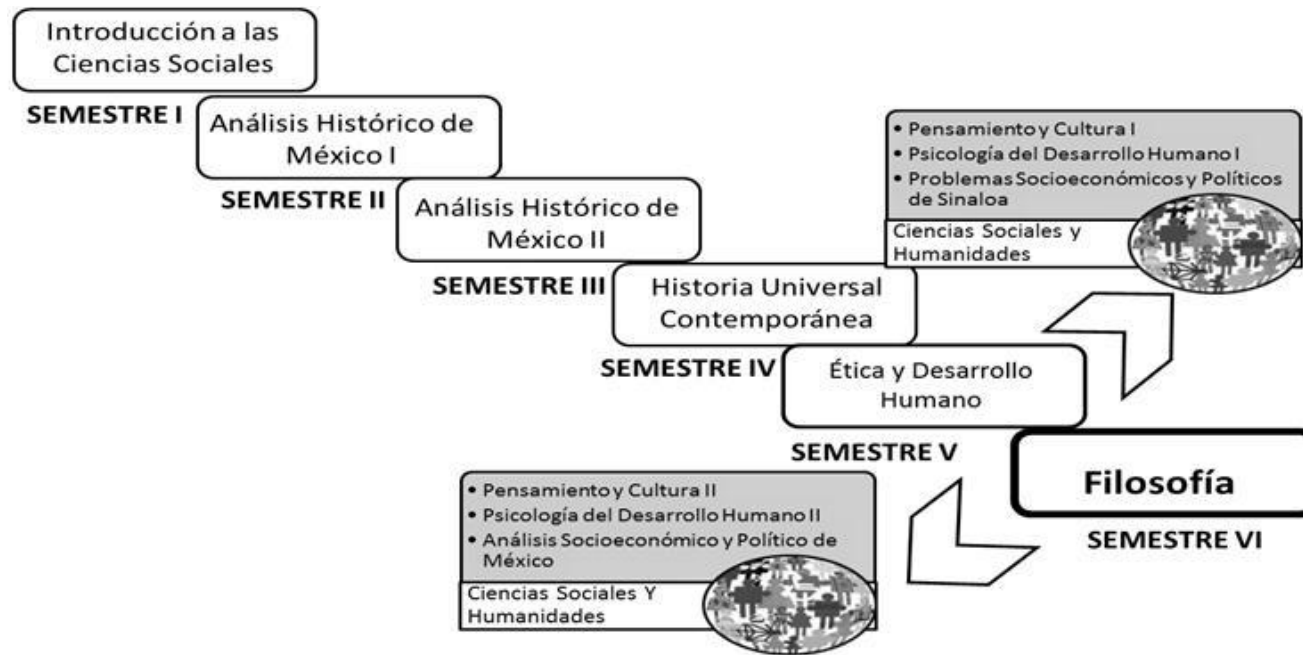 Introducción a las
Ciencias Sociales
SEMESTRE I
Análisis Histórico de
México I
SEMESTRE II
Análisis Histórico de
México II
SEMESTRE III
Historia Universal
Contemporánea
SEMESTRE IV
Ética y Desarrollo
Humano
SEMESTRE V
Filosofía
SEMESTRE VI
• Pensamiento y Cultura I
• Psicología del Desarrollo Humano I
• Problemas Socioeconómicos y Políticos
de Sinaloa
Ciencias Sociales y
Humanidades
• Pensamiento y Cultura II
• Psicología del Desarrollo Humano II
• Análisis Socioeconómico y Político de
México
Ciencias Sociales Y
Humanidades